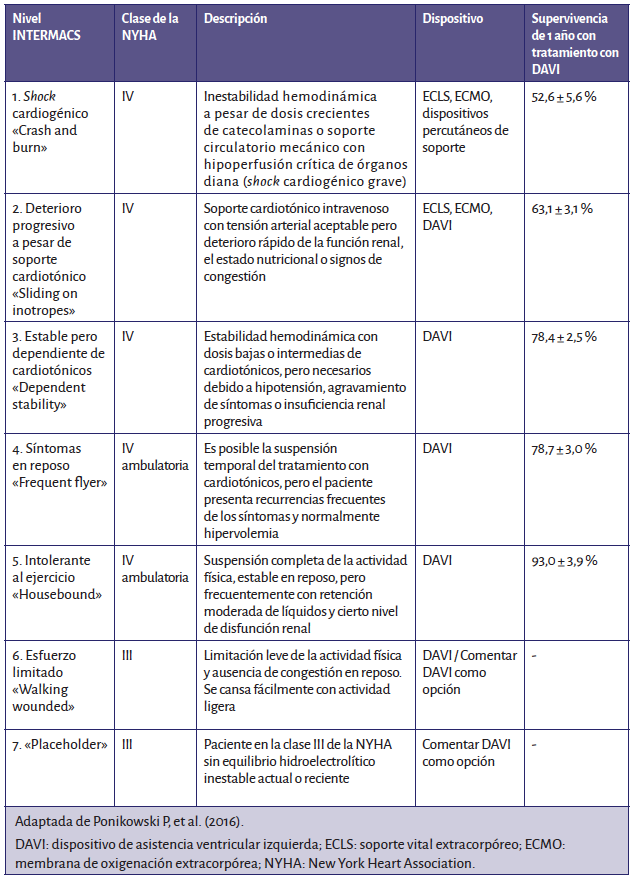 Nivel INTERMACS
Clase de la NYHA
Descripción
Dispositivo
Supervivencia de 1 año con tratamiento con DAVI
1. Shock
cardiogénico
«Crash and
burn»
IV
Inestabilidad hemodinámica
a pesar de dosis crecientes
de catecolaminas o soporte
circulatorio mecánico con
hipoperfusión crítica de órganos
diana (shock cardiogénico grave)
ECLS, ECMO,
dispositivos
percutáneos de
soporte
52,6 ± 5,6 %
2. Deterioro
progresivo
a pesar de
soporte
cardiotónico
«Sliding on
inotropes»
IV
Soporte cardiotónico intravenoso
con tensión arterial aceptable pero
deterioro rápido de la función renal,
el estado nutricional o signos de
congestión
ECLS, ECMO,
DAVI
63,1 ± 3,1 %
3. Estable pero
dependiente de
cardiotónicos
«Dependent
stability»
IV
Estabilidad hemodinámica con
dosis bajas o intermedias de
cardiotónicos, pero necesarios
debido a hipotensión, agravamiento
de síntomas o insuficiencia renal
progresiva
DAVI
78,4 ± 2,5 %
4. Síntomas
en reposo
«Frequent flyer»
IV
ambulatoria
Es posible la suspensión
temporal del tratamiento con
cardiotónicos, pero el paciente
presenta recurrencias frecuentes
de los síntomas y normalmente
hipervolemia
DAVI
78,7 ± 3,0 %
5. Intolerante
al ejercicio
«Housebound»
IV
ambulatoria
Suspensión completa de la actividad
física, estable en reposo, pero
frecuentemente con retención
moderada de líquidos y cierto nivel
de disfunción renal
DAVI
93,0 ± 3,9 %
6. Esfuerzo
limitado
«Walking
wounded»
III
Limitación leve de la actividad física
y ausencia de congestión en reposo.
Se cansa fácilmente con actividad
ligera
DAVI / Comentar
DAVI como
opción
-
7. «Placeholder»
III
Paciente en la clase III de la NYHA
sin equilibrio hidroelectrolítico
inestable actual o reciente
Comentar DAVI
como opción
-
Adaptada de Ponikowski P, et al. (2016).
DAVI: dispositivo de asistencia ventricular izquierda; ECLS: soporte vital extracorpóreo; ECMO:
membrana de oxigenación extracorpórea; NYHA: New York Heart Association.